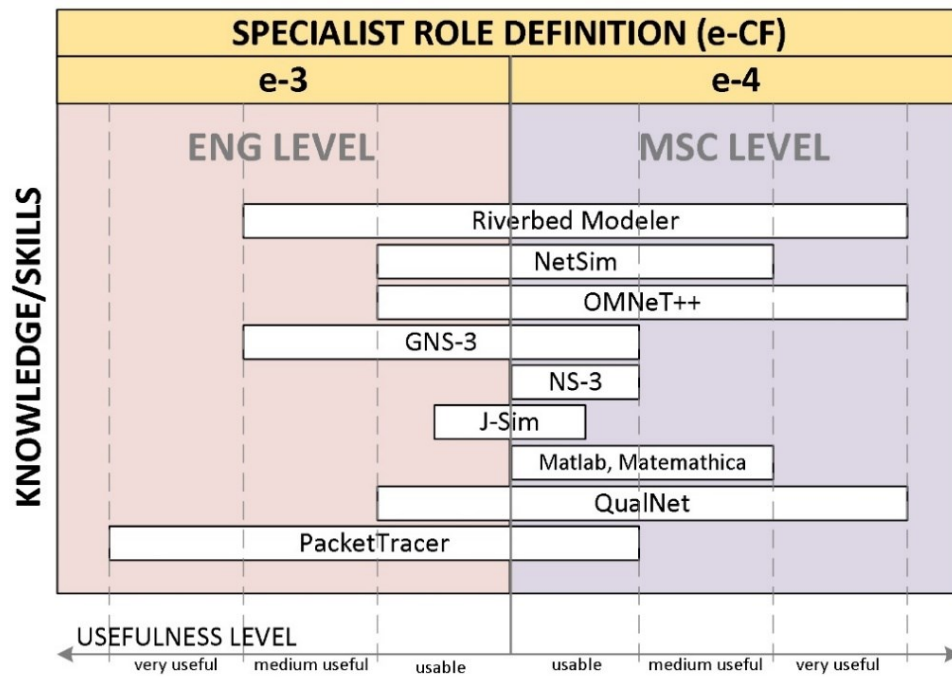 SPECIALIST ROLE DEFINITION (e-CF)
e-3
e-4
ENG LEVEL
MSC LEVEL
KNOWLEDGE/SKILLS
Riverbed Modeler
NetSim
OMNeT++
GNS-3
NS-3
J-Sim
Matlab, Matemathica
QualNet
PacketTracer
USEFULNESS LEVEL
very useful
medium useful
usable
usable
medium useful
very useful